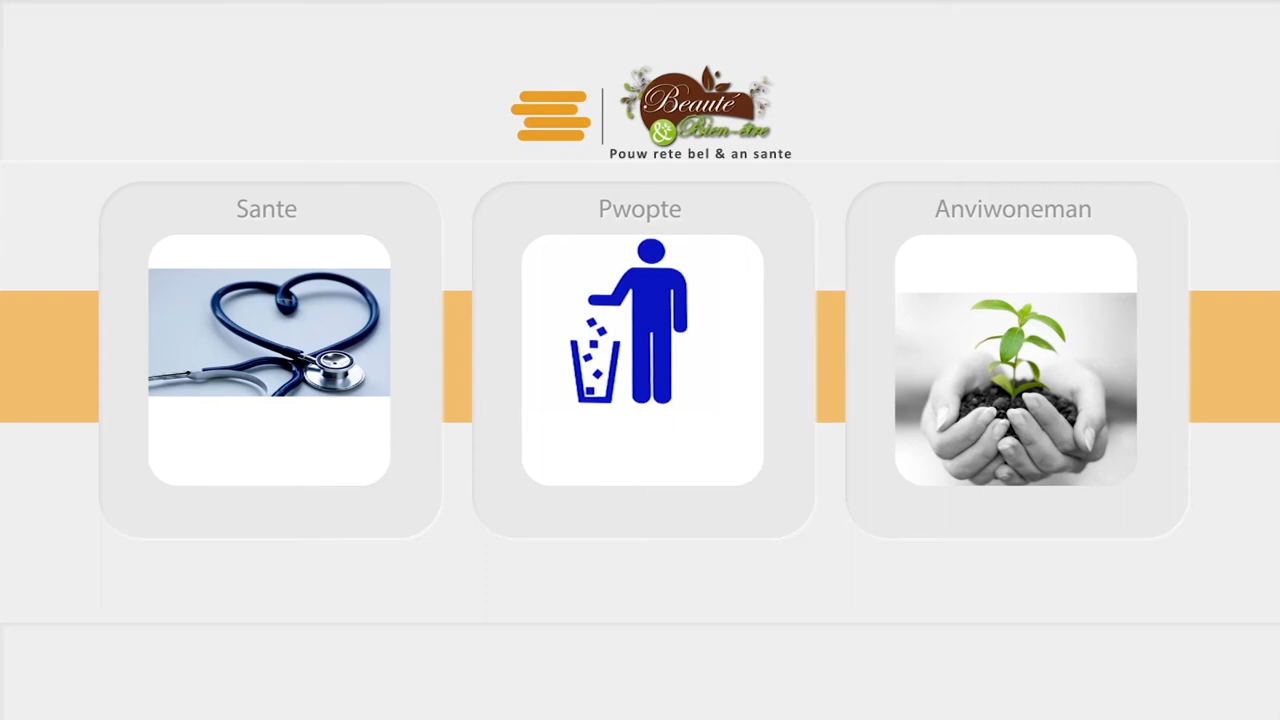 Beauté
& Bien-être
Pouw rete bel & an sante
Sante
Pwopte
Anviwoneman